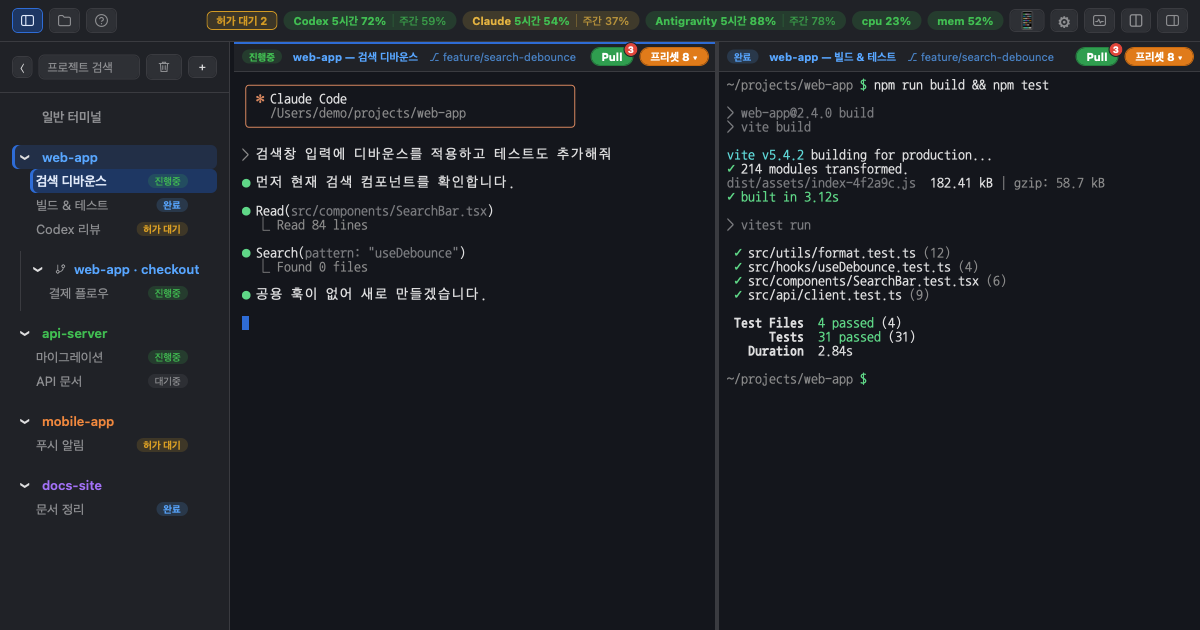 허가 대기 2
Codex 5시간 72% 주간 59%
Claude 5시간 54% 주간 37%
Antigravity 5시간 88% 주간 78%
cpu 23%
mem 52%
프로젝트 검색
일반 터미널
web-app
검색 디바운스 진행중
빌드 & 테스트 완료
Codex 리뷰 허가 대기
web-app · checkout
결제 플로우 진행중
api-server
마이그레이션 진행중
API 문서 대기중
mobile-app
푸시 알림 허가 대기
docs-site
문서 정리 완료
진행중 web-app — 검색 디바운스 feature/search-debounce Pull 3 프리셋 8
* Claude Code
/Users/demo/projects/web-app
> 검색창 입력에 디바운스를 적용하고 테스트도 추가해줘
먼저 현재 검색 컴포넌트를 확인합니다.
Read(src/components/SearchBar.tsx)
Read 84 lines
Search(pattern: "useDebounce")
Found 0 files
공용 훅이 없어 새로 만들겠습니다.
완료 web-app — 빌드 & 테스트 feature/search-debounce Pull 3 프리셋 8
~/projects/web-app $ npm run build && npm test
> web-app@2.4.0 build
> vite build
vite v5.4.2 building for production...
✓ 214 modules transformed.
dist/assets/index-4f2a9c.js 182.41 kB | gzip: 58.7 kB
✓ built in 3.12s
> vitest run
✓ src/utils/format.test.ts (12)
✓ src/hooks/useDebounce.test.ts (4)
✓ src/components/SearchBar.test.tsx (6)
✓ src/api/client.test.ts (9)
Test Files 4 passed (4)
Tests 31 passed (31)
Duration 2.84s
~/projects/web-app $